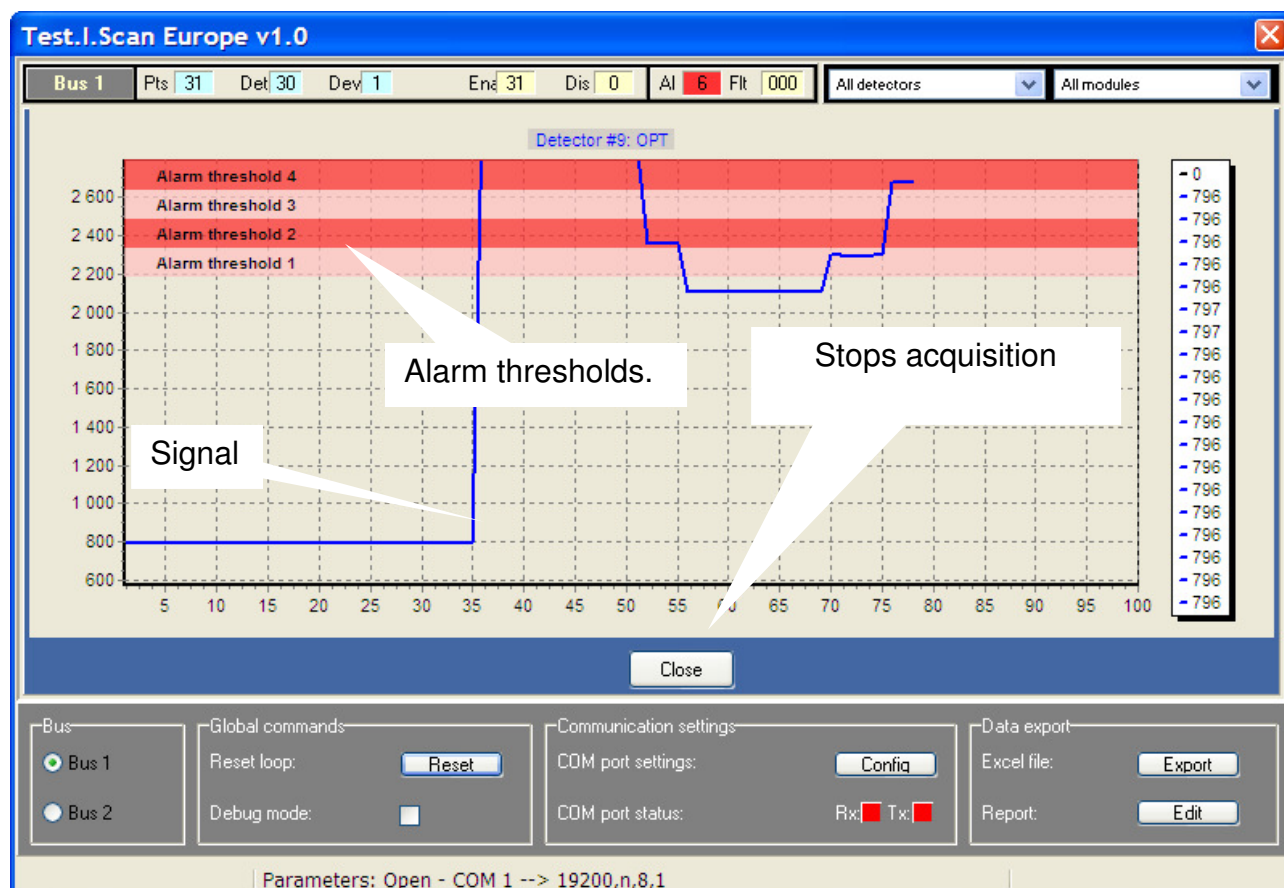 Test.I.Scan Europe v1.0
Bus 1 Pts 31 Det 30 Dev 1 Ena 31 Dis 0 Al 6 Flt 000 All detectors All modules
Detector #9: OPT
Alarm threshold 4
Alarm threshold 3
Alarm threshold 2
Alarm threshold 1
2 600
2 400
2 200
2 000
1 800
1 600
1 400
1 200
1 000
800
600
5 10 15 20 25 30 35 40 45 50 55 60 65 70 75 80 85 90 95 100
Alarm thresholds.
Stops acquisition
Signal
0
796
796
796
796
796
797
797
796
796
796
796
796
796
796
796
796
796
796
796
Close
Bus
Bus 1
Bus 2
Global commands
Reset loop: Reset
Debug mode:
Communication settings
COM port settings: Config
COM port status: Rx: Tx:
Data export
Excel file: Export
Report: Edit
Parameters: Open - COM 1 --> 19200,n,8,1